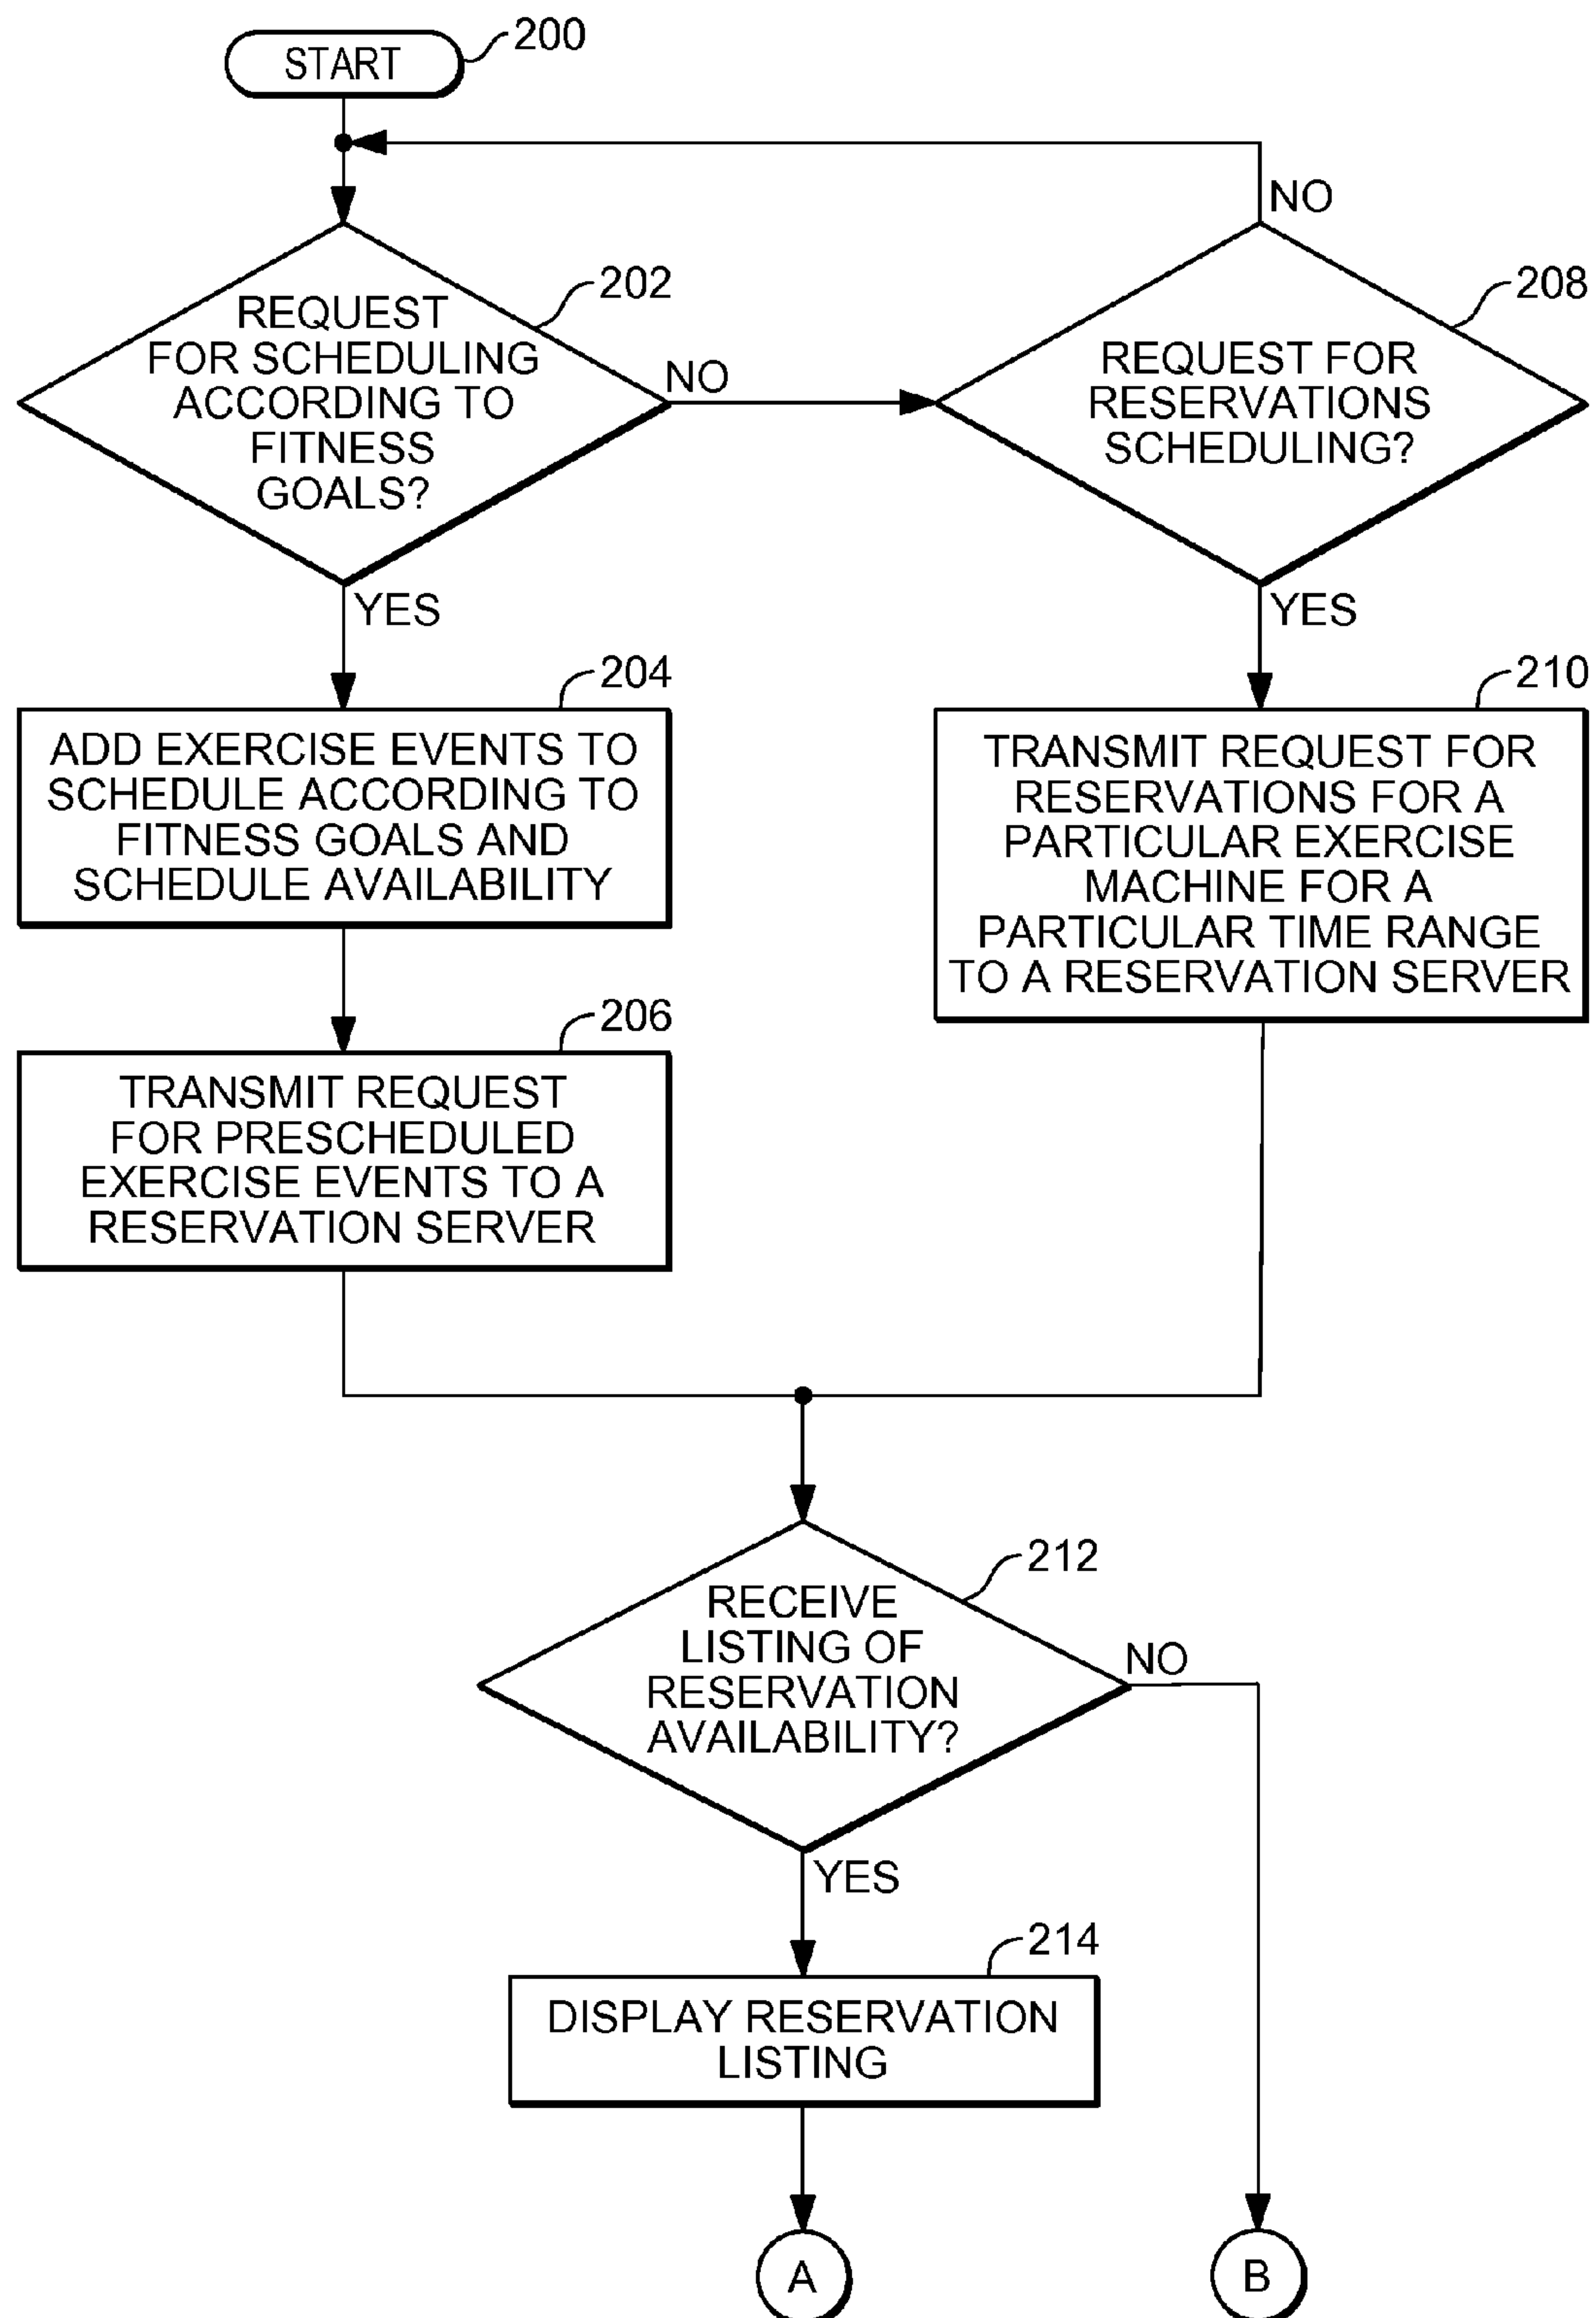 START
200
NO
202
REQUEST
FOR SCHEDULING
ACCORDING TO
FITNESS
GOALS?
NO
YES
208
REQUEST FOR
RESERVATIONS
SCHEDULING?
YES
204
ADD EXERCISE EVENTS TO
SCHEDULE ACCORDING TO
FITNESS GOALS AND
SCHEDULE AVAILABILITY
210
TRANSMIT REQUEST FOR
RESERVATIONS FOR A
PARTICULAR EXERCISE
MACHINE FOR A
PARTICULAR TIME RANGE
TO A RESERVATION SERVER
206
TRANSMIT REQUEST
FOR PRESCHEDULED
EXERCISE EVENTS TO A
RESERVATION SERVER
212
RECEIVE
LISTING OF
RESERVATION
AVAILABILITY?
NO
YES
214
DISPLAY RESERVATION
LISTING
A
B